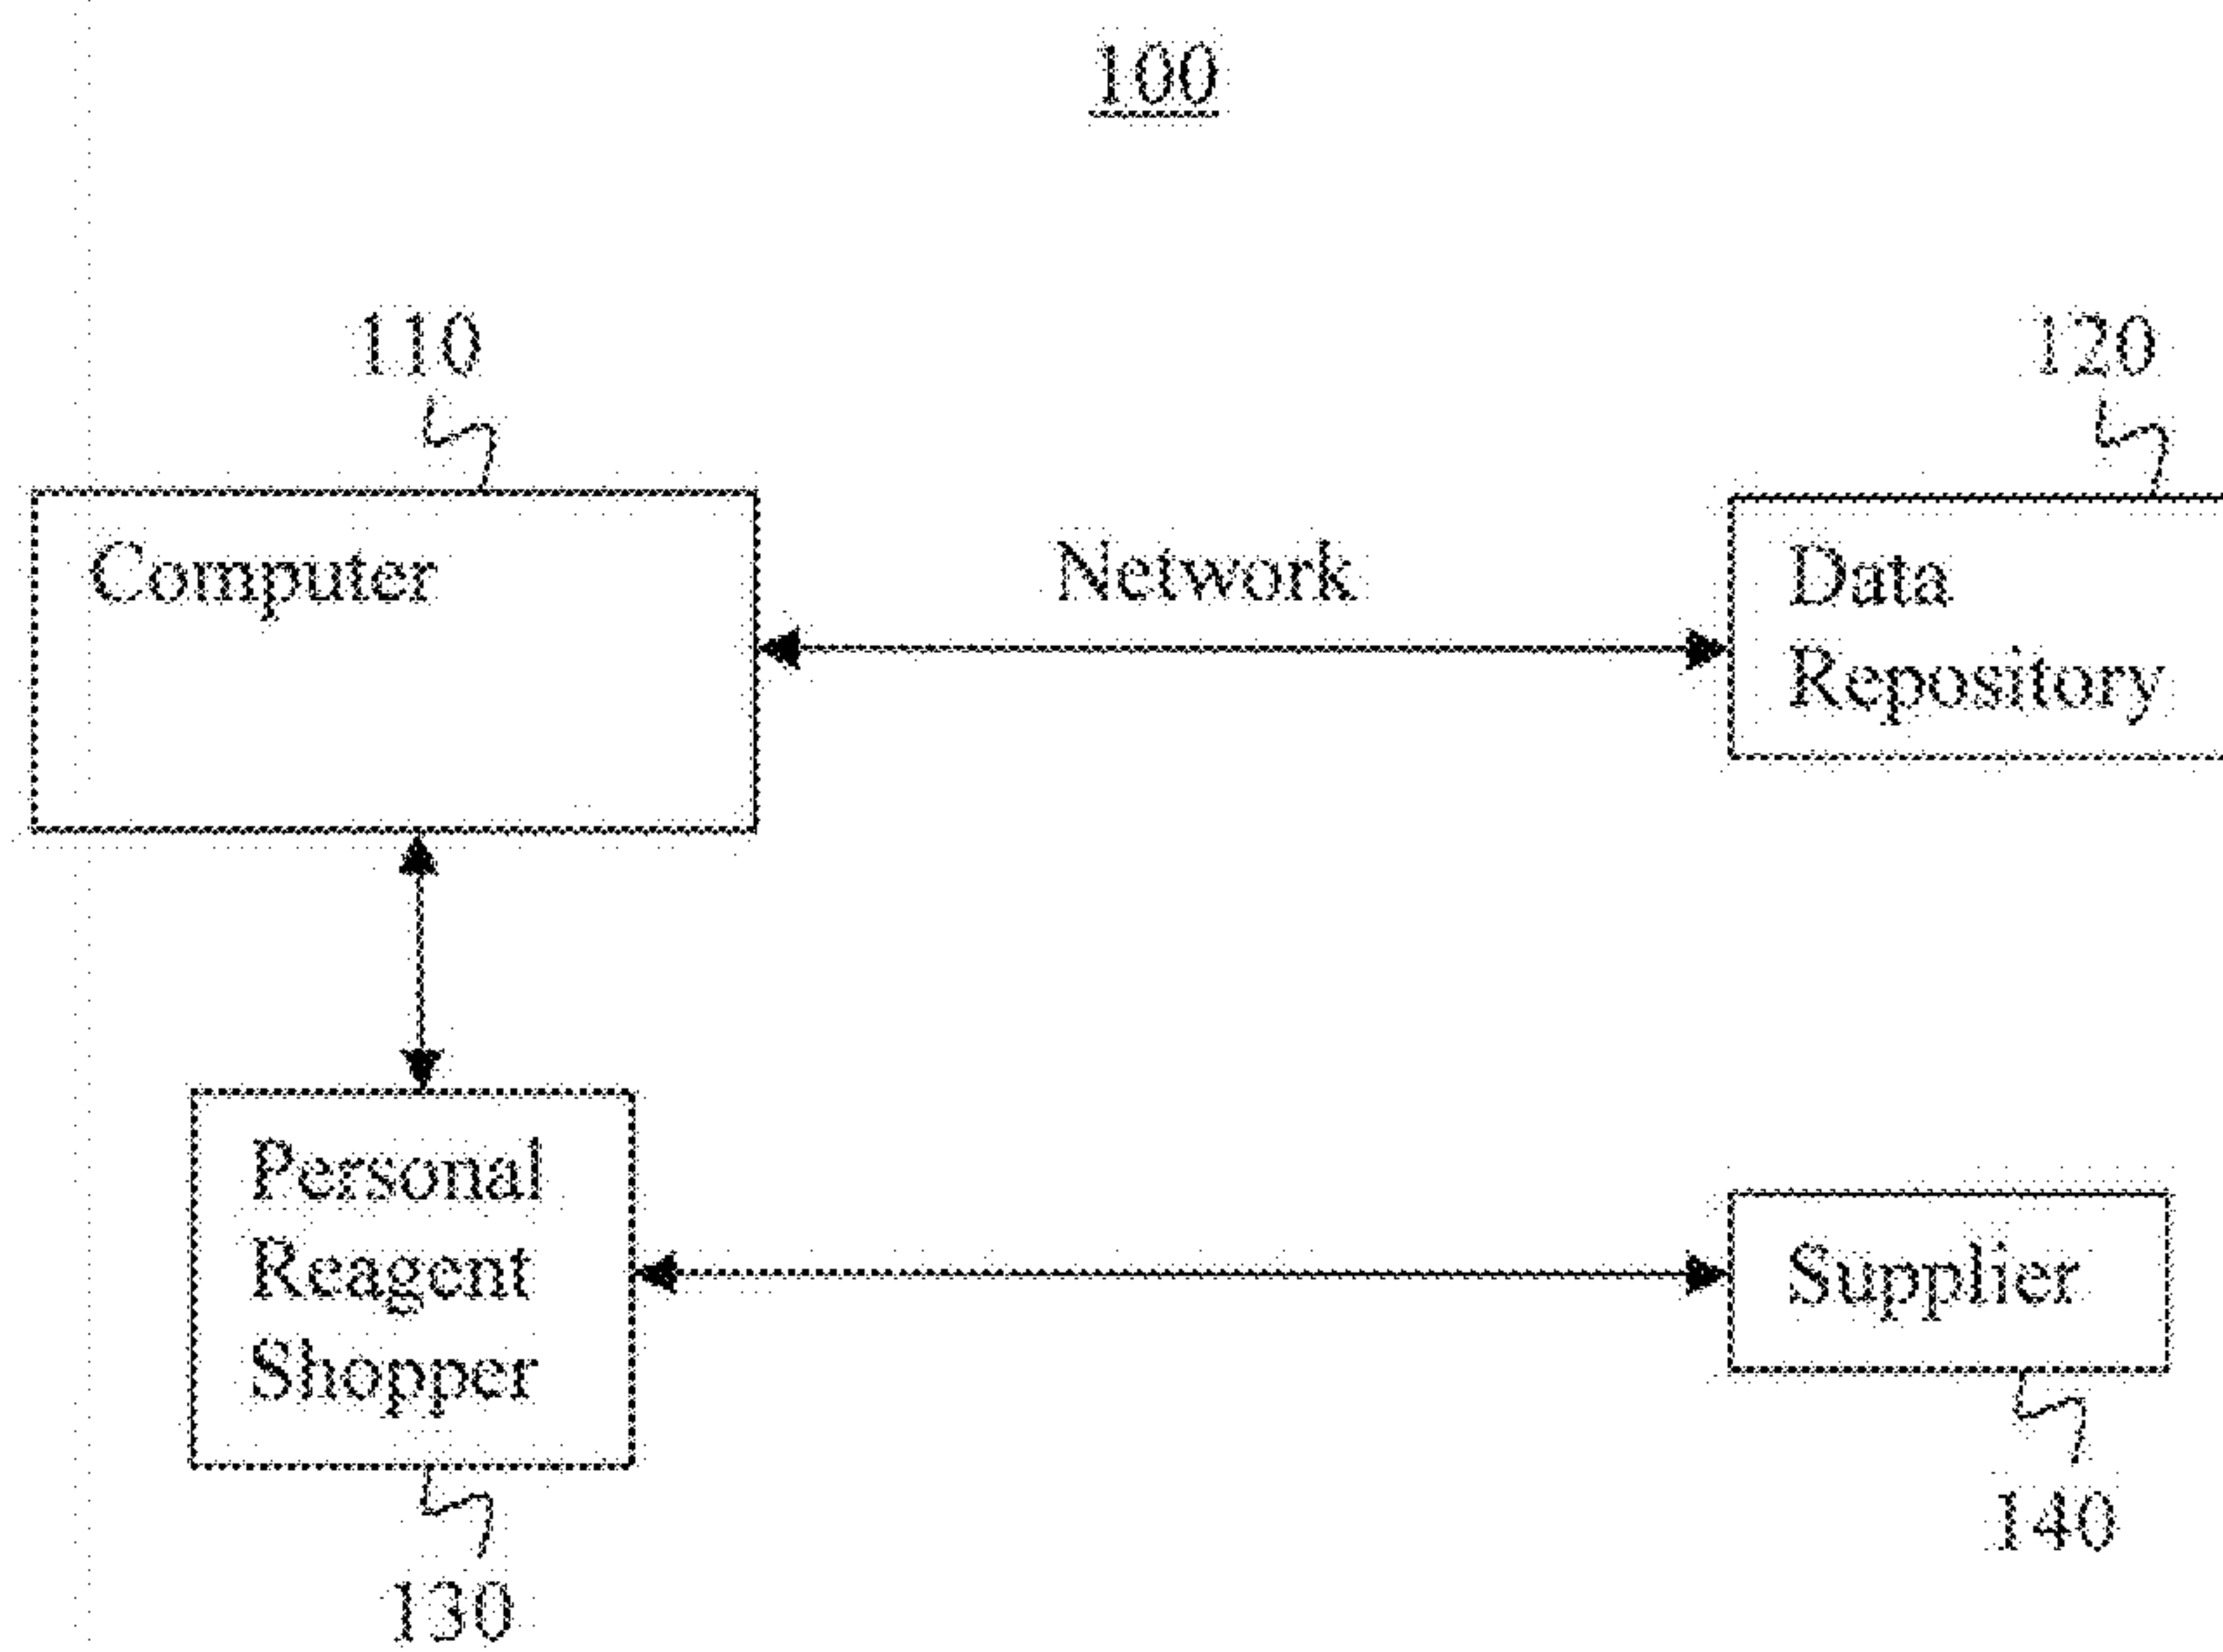 100
110
120
Computer
Network
Data
Repository
Personal
Reagent
Shopper
Supplier
140
130